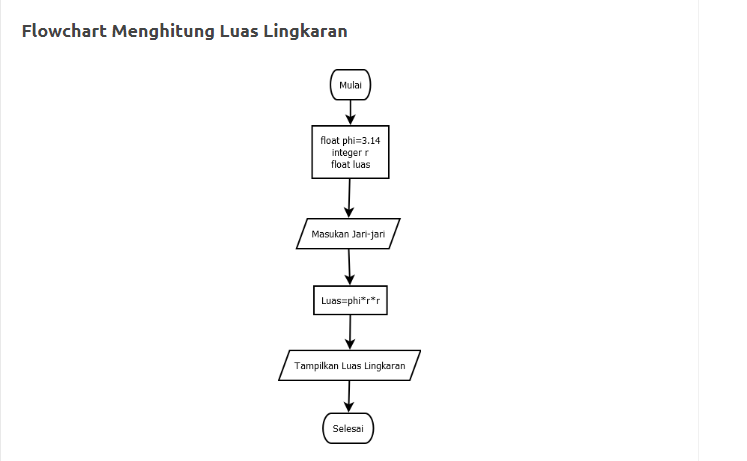 Flowchart Menghitung Luas Lingkaran
Mulai
float phi=3.14
integer r
float luas
Masukan Jari-jari
Luas=phi*r*r
Tampilkan Luas Lingkaran
Selesai